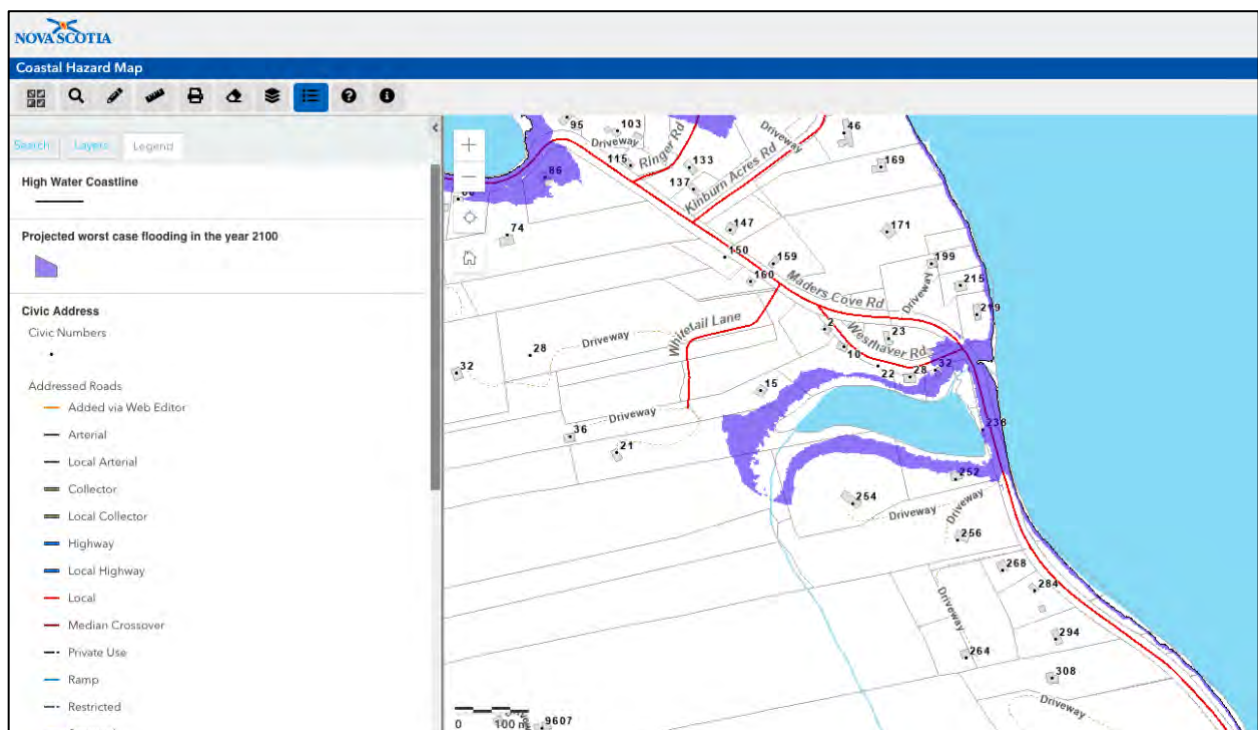 NOVA SCOTIA
Coastal Hazard Map
Search Layers Legend
High Water Coastline
Projected worst case flooding in the year 2100
Civic Address
Civic Numbers
Addressed Roads
Added via Web Editor
Arterial
Local Arterial
Collector
Local Collector
Highway
Local Highway
Local
Median Crossover
Private Use
Ramp
Restricted
95
103
Driveway
115
Ringer Rd
133
137
Kinburn Acres Rd
Driveway
46
169
86
74
147
150
159
160
171
199
Driveway
215
219
Maders Cove Rd
Whitetail Lane
2
10
Westhaver Rd
23
22
28
32
32
28
Driveway
15
36
21
Driveway
238
252
254
Driveway
Driveway
256
268
284
Driveway
264
294
308
Driveway
0 100 m
9607